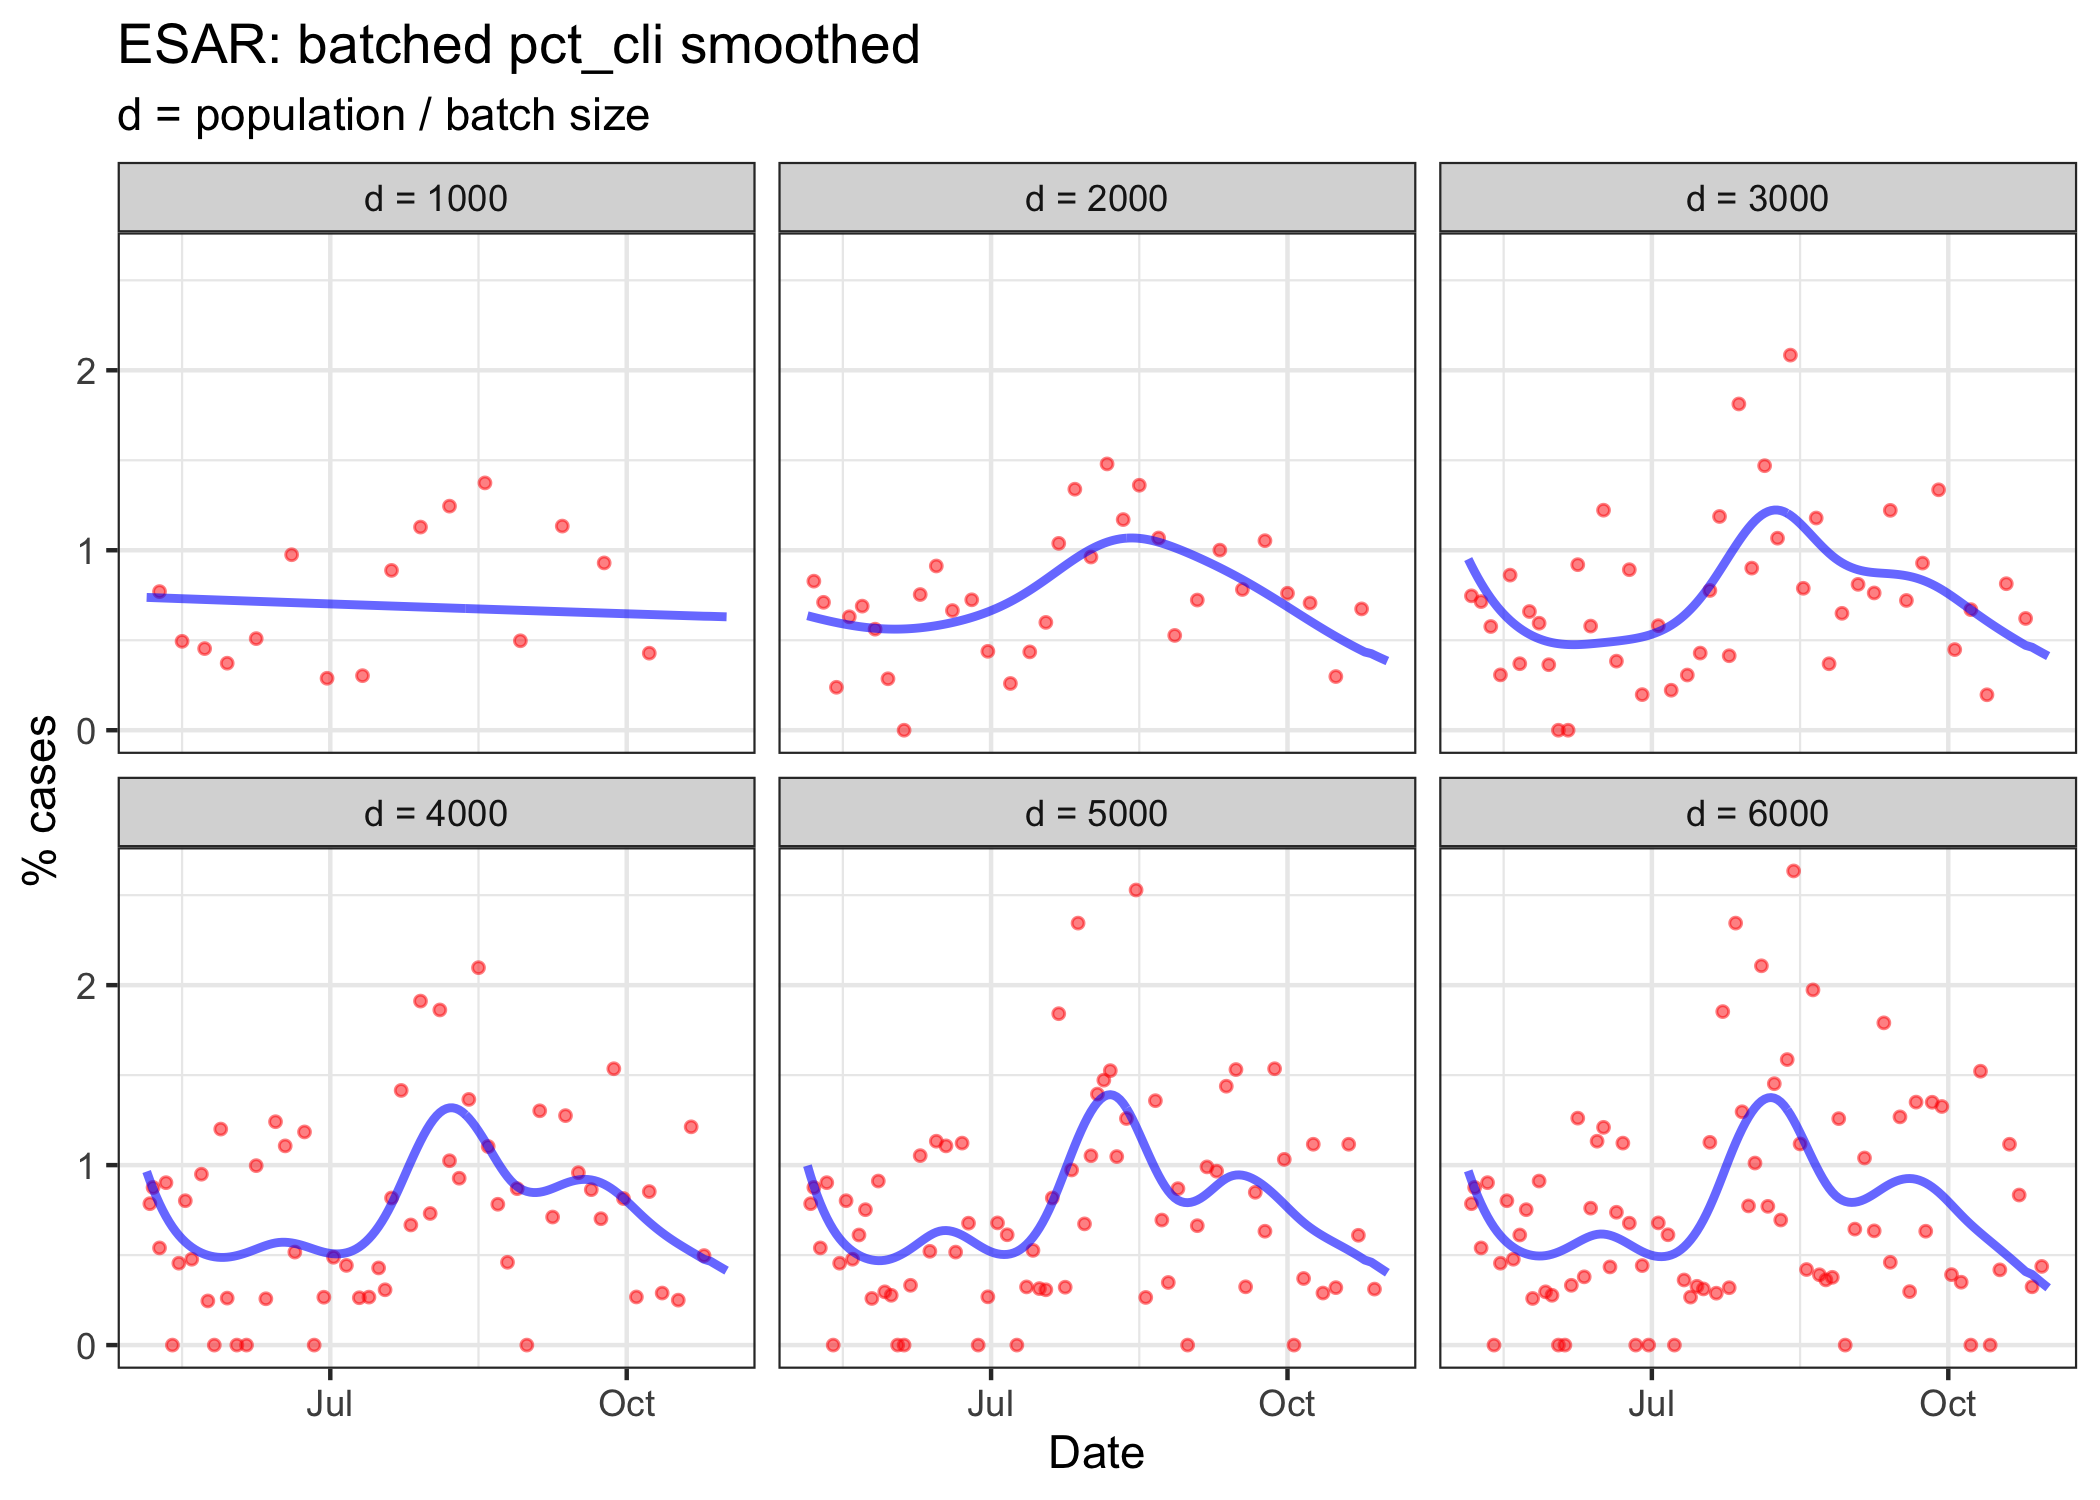 ESAR: batched pct_cli smoothed
d = population / batch size
d = 1000
d = 2000
d = 3000
2
1
0
% cases
d = 4000
d = 5000
d = 6000
2
1
0
Jul
Oct
Jul
Oct
Jul
Oct
Date